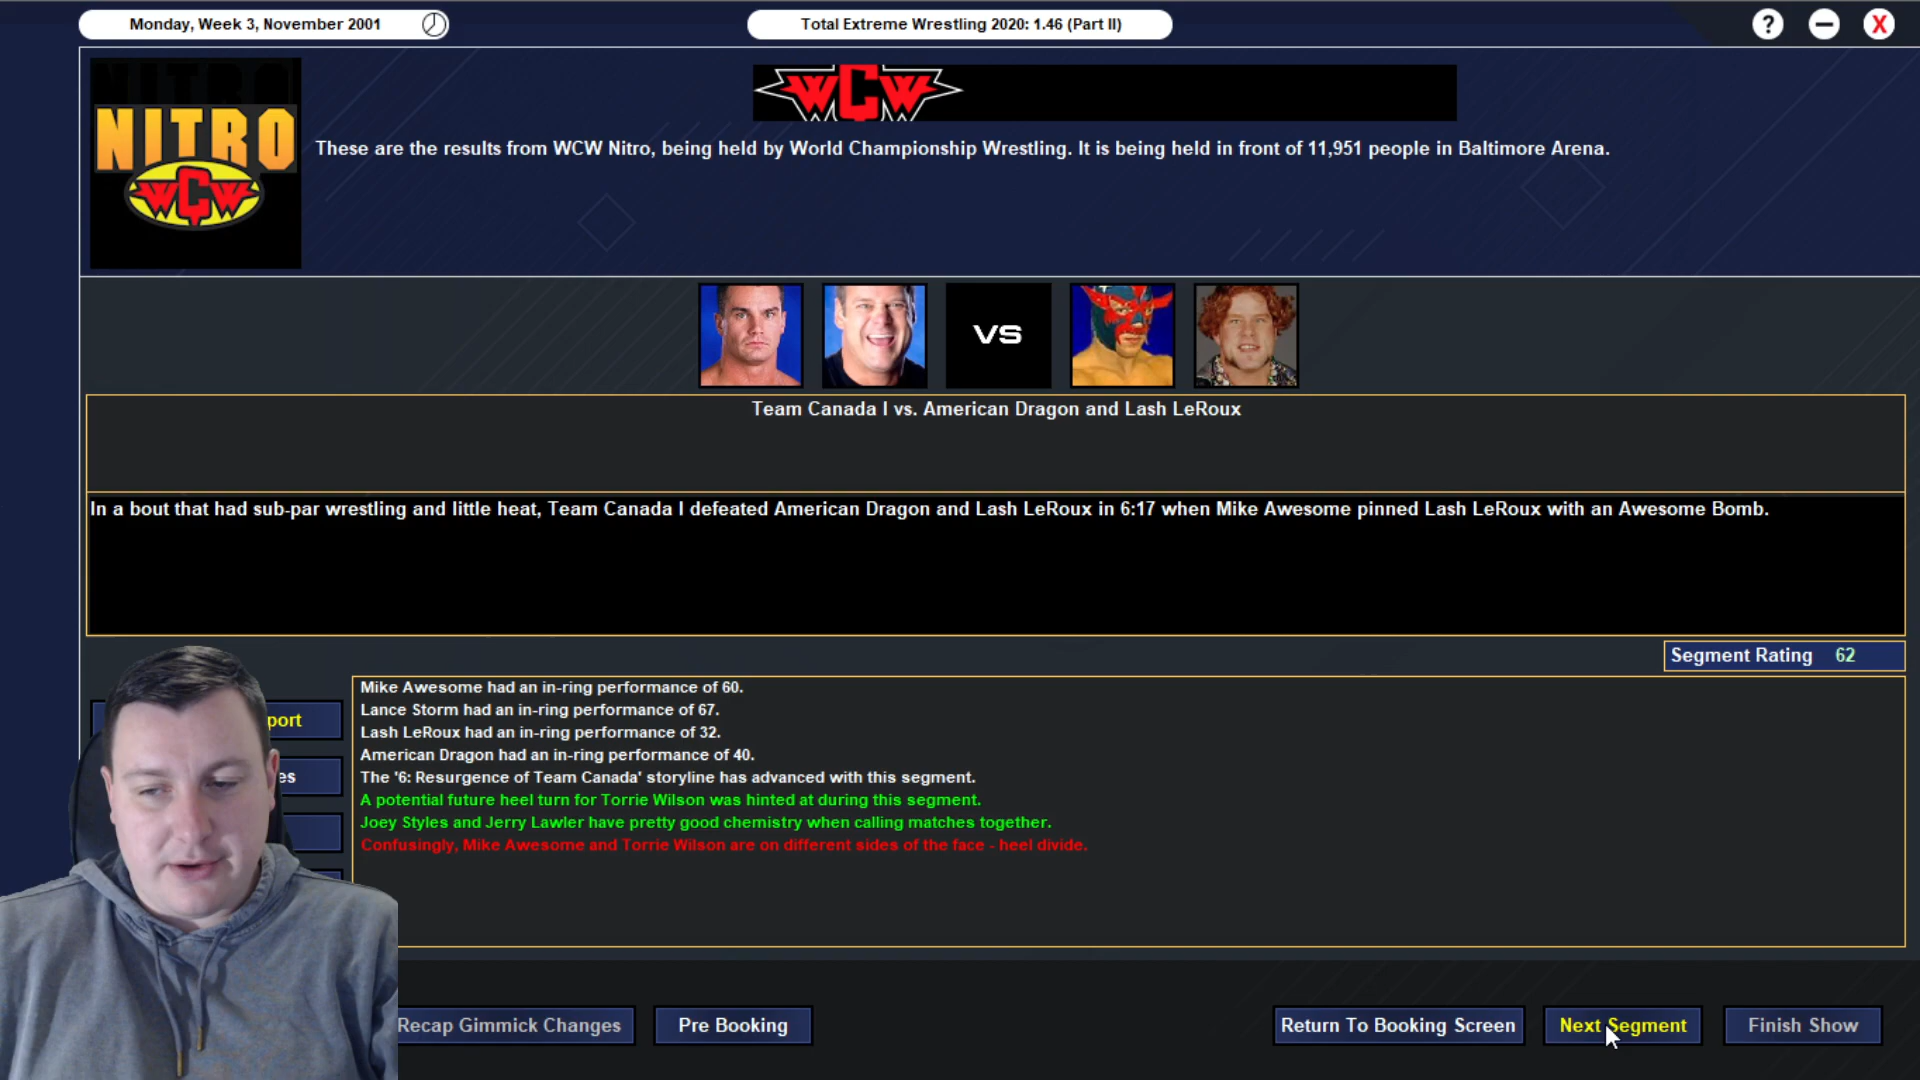 Monday, Week 3, November 2001
Total Extreme Wrestling 2020: 1.46 (Part II)
?
X
NITRO
NITRO
WCW
WCW
These are the results from WCW Nitro, being held by World Championship Wrestling. It is being held in front of 11,951 people in Baltimore Arena.
VS
Team Canada I vs. American Dragon and Lash LeRoux
In a bout that had sub-par wrestling and little heat, Team Canada I defeated American Dragon and Lash LeRoux in 6:17 when Mike Awesome pinned Lash LeRoux with an Awesome Bomb.
Segment Rating 62
port
es
Mike Awesome had an in-ring performance of 60.
Lance Storm had an in-ring performance of 67.
Lash LeRoux had an in-ring performance of 32.
American Dragon had an in-ring performance of 40.
The '6: Resurgence of Team Canada' storyline has advanced with this segment.
A potential future heel turn for Torrie Wilson was hinted at during this segment.
Joey Styles and Jerry Lawler have pretty good chemistry when calling matches together.
Confusingly, Mike Awesome and Torrie Wilson are on different sides of the face - heel divide.
Recap Gimmick Changes
Pre Booking
Return To Booking Screen
Next Segment
Finish Show